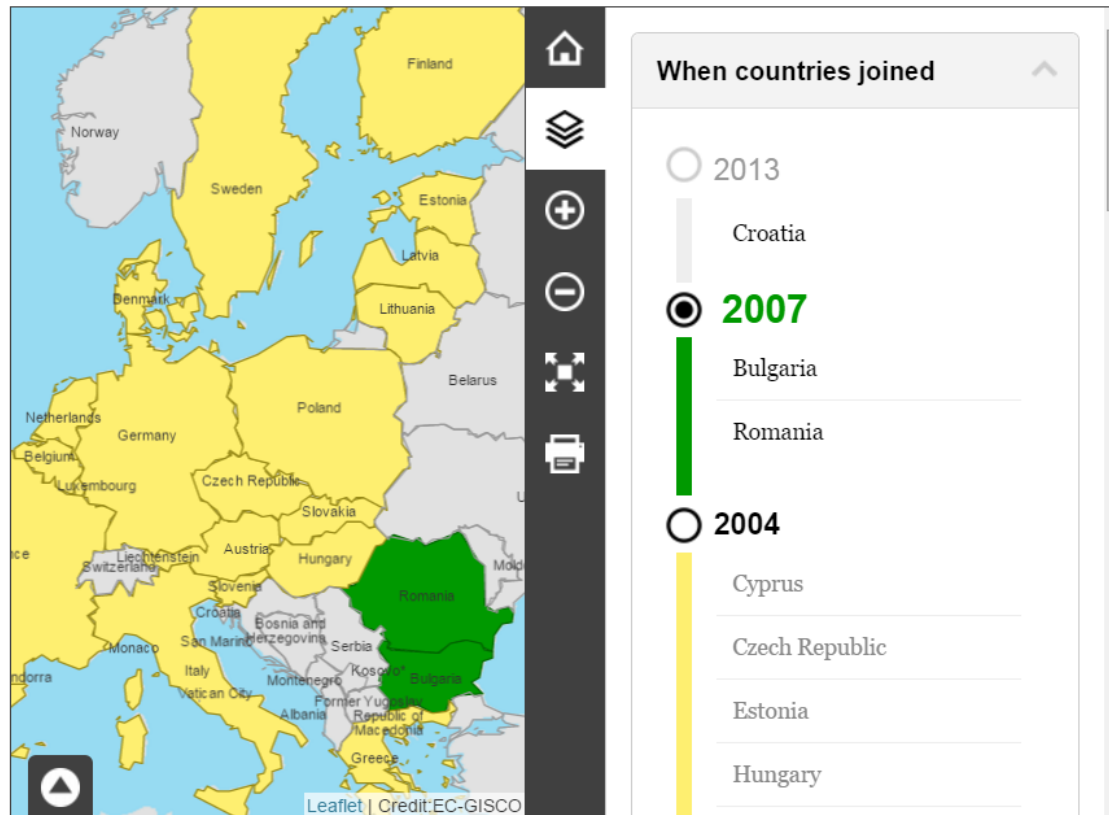 Finland
Norway
Sweden
Estonia
Latvia
Denmark
Lithuania
Belarus
Netherlands
Poland
Germany
Belgium
Luxembourg
Czech Republic
Slovakia
U
ce
Liechtenstein
Austria
Hungary
Switzerland
Mold
Slovenia
Romania
Croatia
Bosnia and
Herzegovina
Monaco
San Marino
Serbia
Italy
Kosovo*
ndorra
Montenegro
Bulgaria
Vatican City
Former Yugoslav
Republic of
Macedonia
Albania
Greece
Leaflet | Credit:EC-GISCO
When countries joined
2013
Croatia
2007
Bulgaria
Romania
2004
Cyprus
Czech Republic
Estonia
Hungary